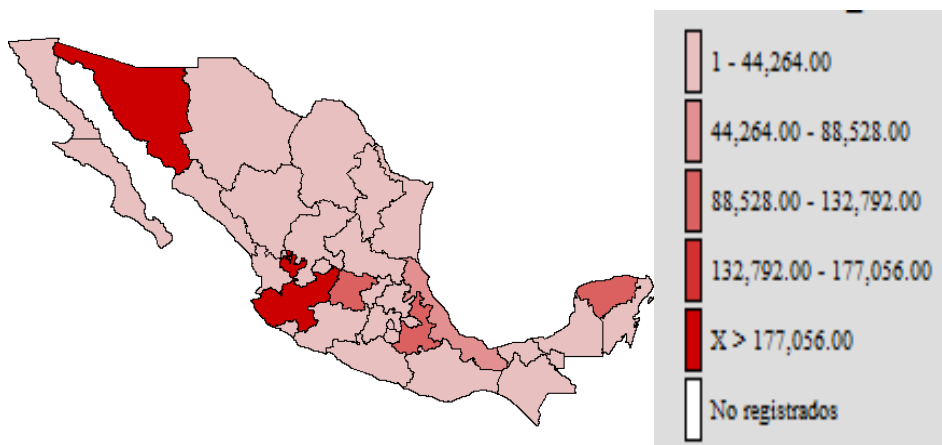 1 - 44,264.00
44,264.00 - 88,528.00
88,528.00 - 132,792.00
132,792.00 - 177,056.00
X > 177,056.00
No registrados